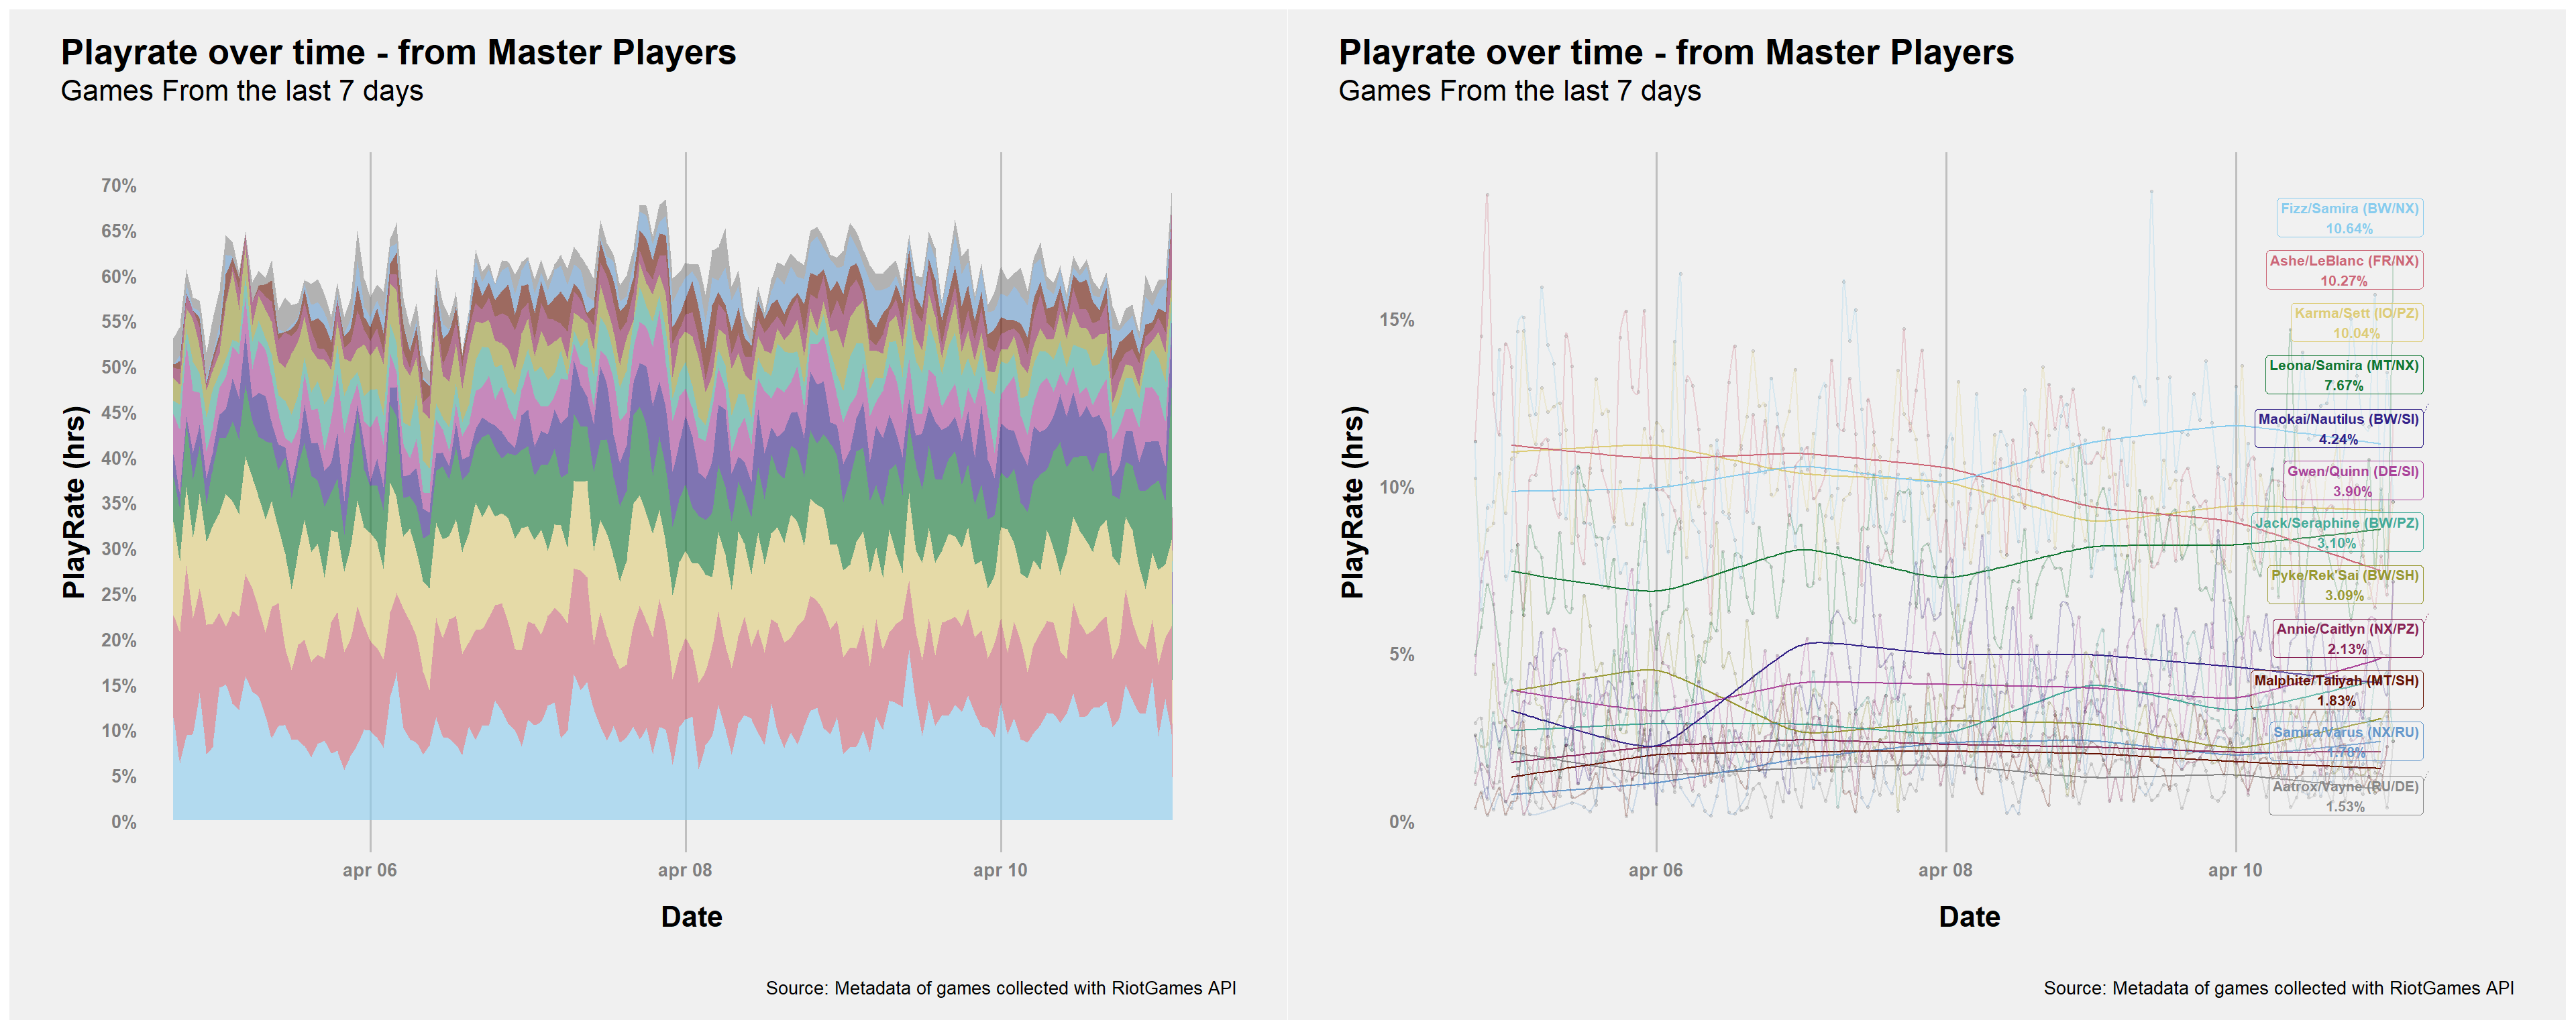 Playrate over time - from Master Players
Games From the last 7 days
PlayRate (hrs)
70%
65%
60%
55%
50%
45%
40%
35%
30%
25%
20%
15%
10%
5%
0%
apr 06
apr 08
apr 10
Date
Source: Metadata of games collected with RiotGames API
Playrate over time - from Master Players
Games From the last 7 days
PlayRate (hrs)
15%
10%
5%
0%
Fizz/Samira (BW/NX)
10.64%
Ashe/LeBlanc (FR/NX)
10.27%
Karma/Sett (IO/PZ)
10.04%
Leona/Samira (MT/NX)
7.67%
Maokai/Nautilus (BW/SI)
4.24%
Gwen/Quinn (DE/SI)
3.90%
Jack/Seraphine (BW/PZ)
3.10%
Pyke/Rek'Sai (BW/SH)
3.09%
Annie/Caitlyn (NX/PZ)
2.13%
Malphite/Taliyah (MT/SH)
1.83%
Samira/Varus (NX/RU)
1.70%
Aatrox/Vayne (RU/DE)
1.53%
apr 06
apr 08
apr 10
Date
Source: Metadata of games collected with RiotGames API